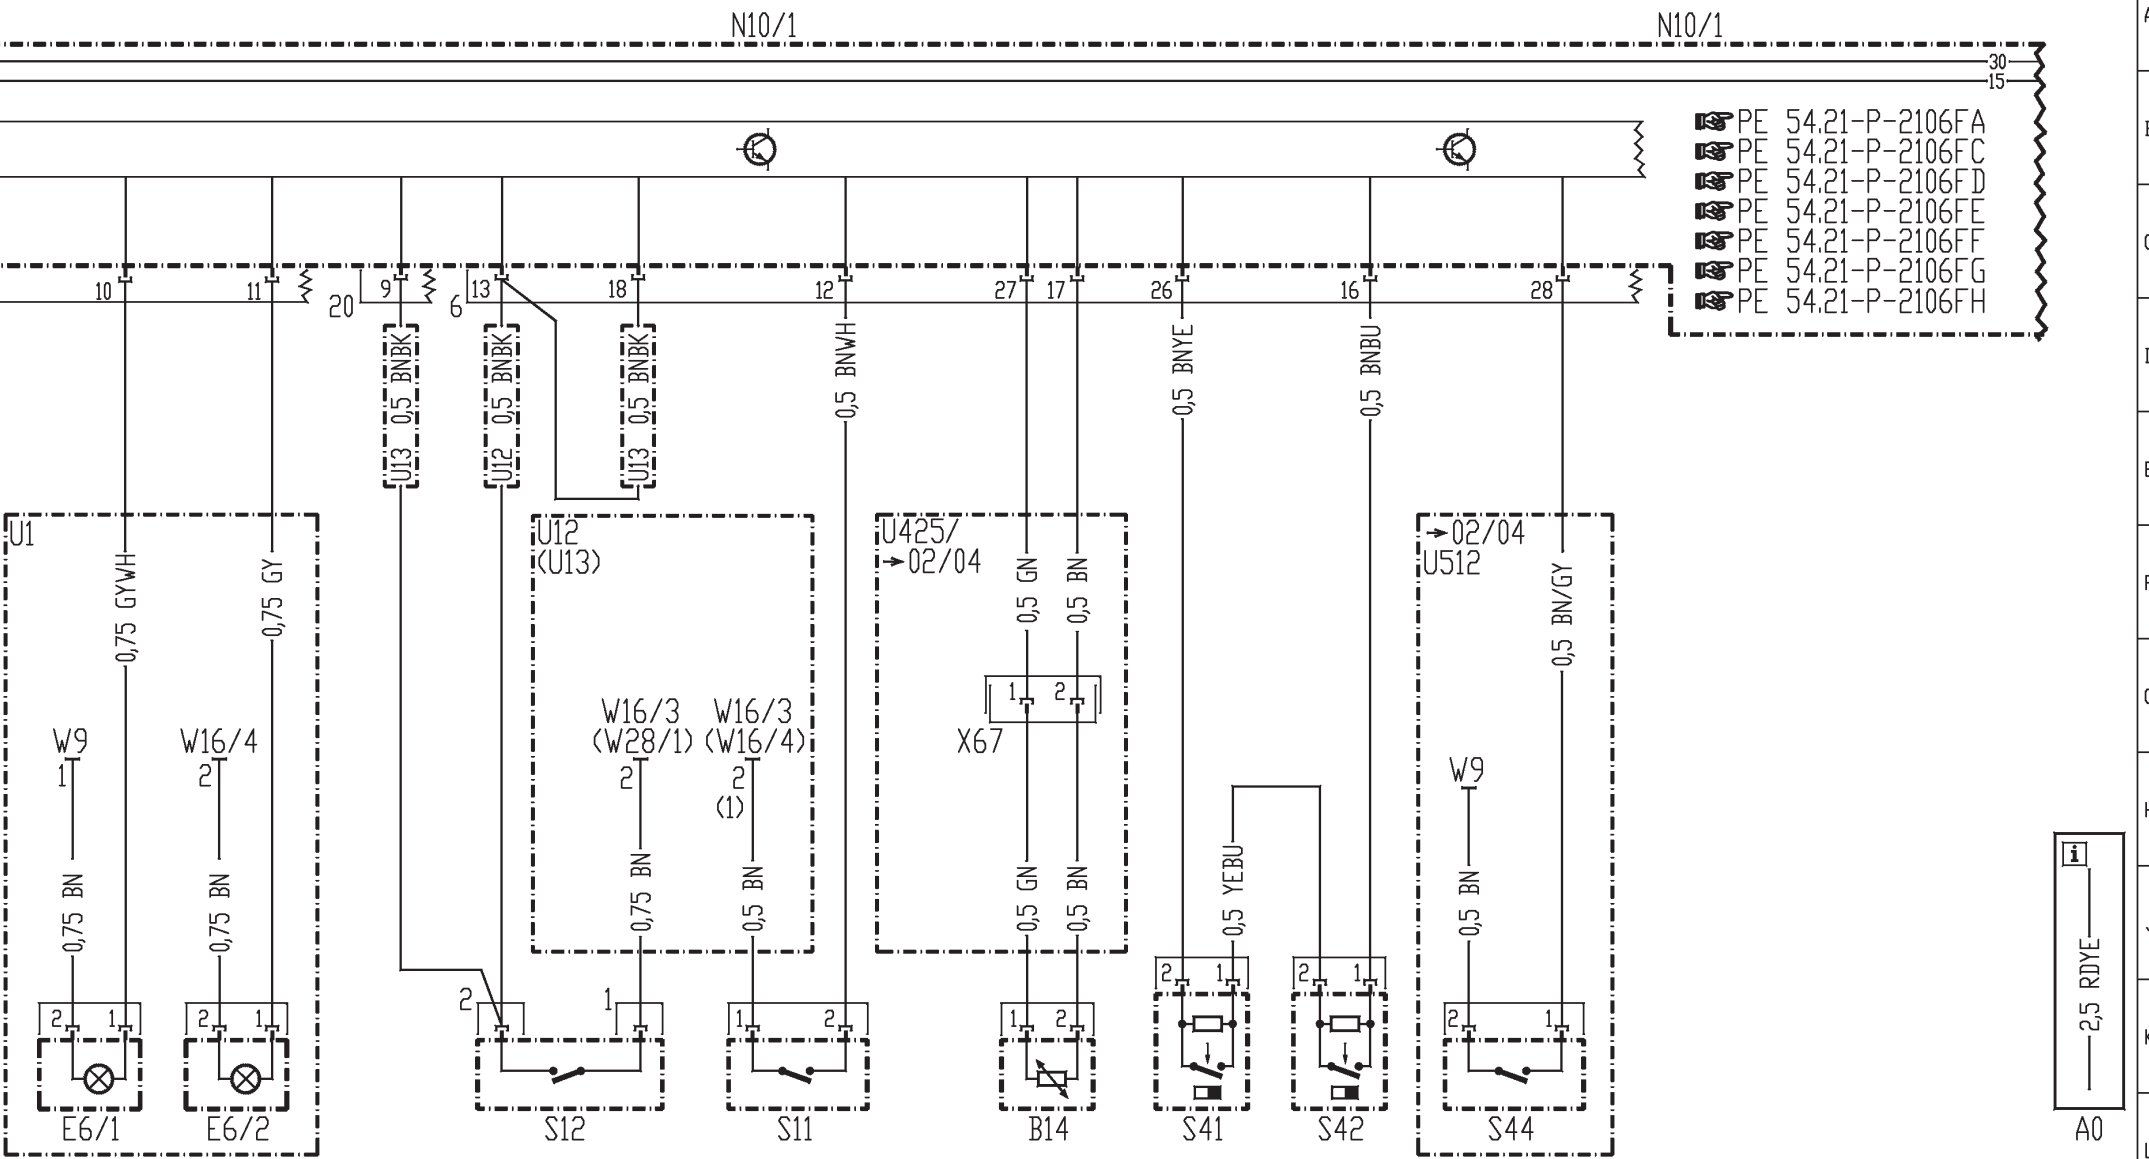 N10/1 N10/1
30
15
PE 54.21-P-2106FA
PE 54.21-P-2106FC
PE 54.21-P-2106FD
PE 54.21-P-2106FE
PE 54.21-P-2106FF
PE 54.21-P-2106FG
PE 54.21-P-2106FH
10 11 20 9 6 13 18 12 27 17 26 16 28
U13 0,5 BNBK
U12 0,5 BNBK
U13 0,5 BNBK
0,5 BNWH
0,5 BNYE
0,5 BNBU
U1
U12
(U13)
U425/
02/04
02/04
U512
0,75 GYWH
0,75 GY
0,5 GN
0,5 BN
0,5 BN/GY
1 2
X67
W9
1
W16/4
2
W16/3
(W28/1)
2
W16/3
(W16/4)
2
(1)
W9
0,75 BN
0,75 BN
0,75 BN
0,5 BN
0,5 GN
0,5 BN
0,5 YEBU
0,5 BN
i
2,5 RDYE
2 1 2 1
2 1 2 1 2 1 1 2 1 2 2 1
E6/1 E6/2 S12 S11 B14 S41 S42 S44 A0